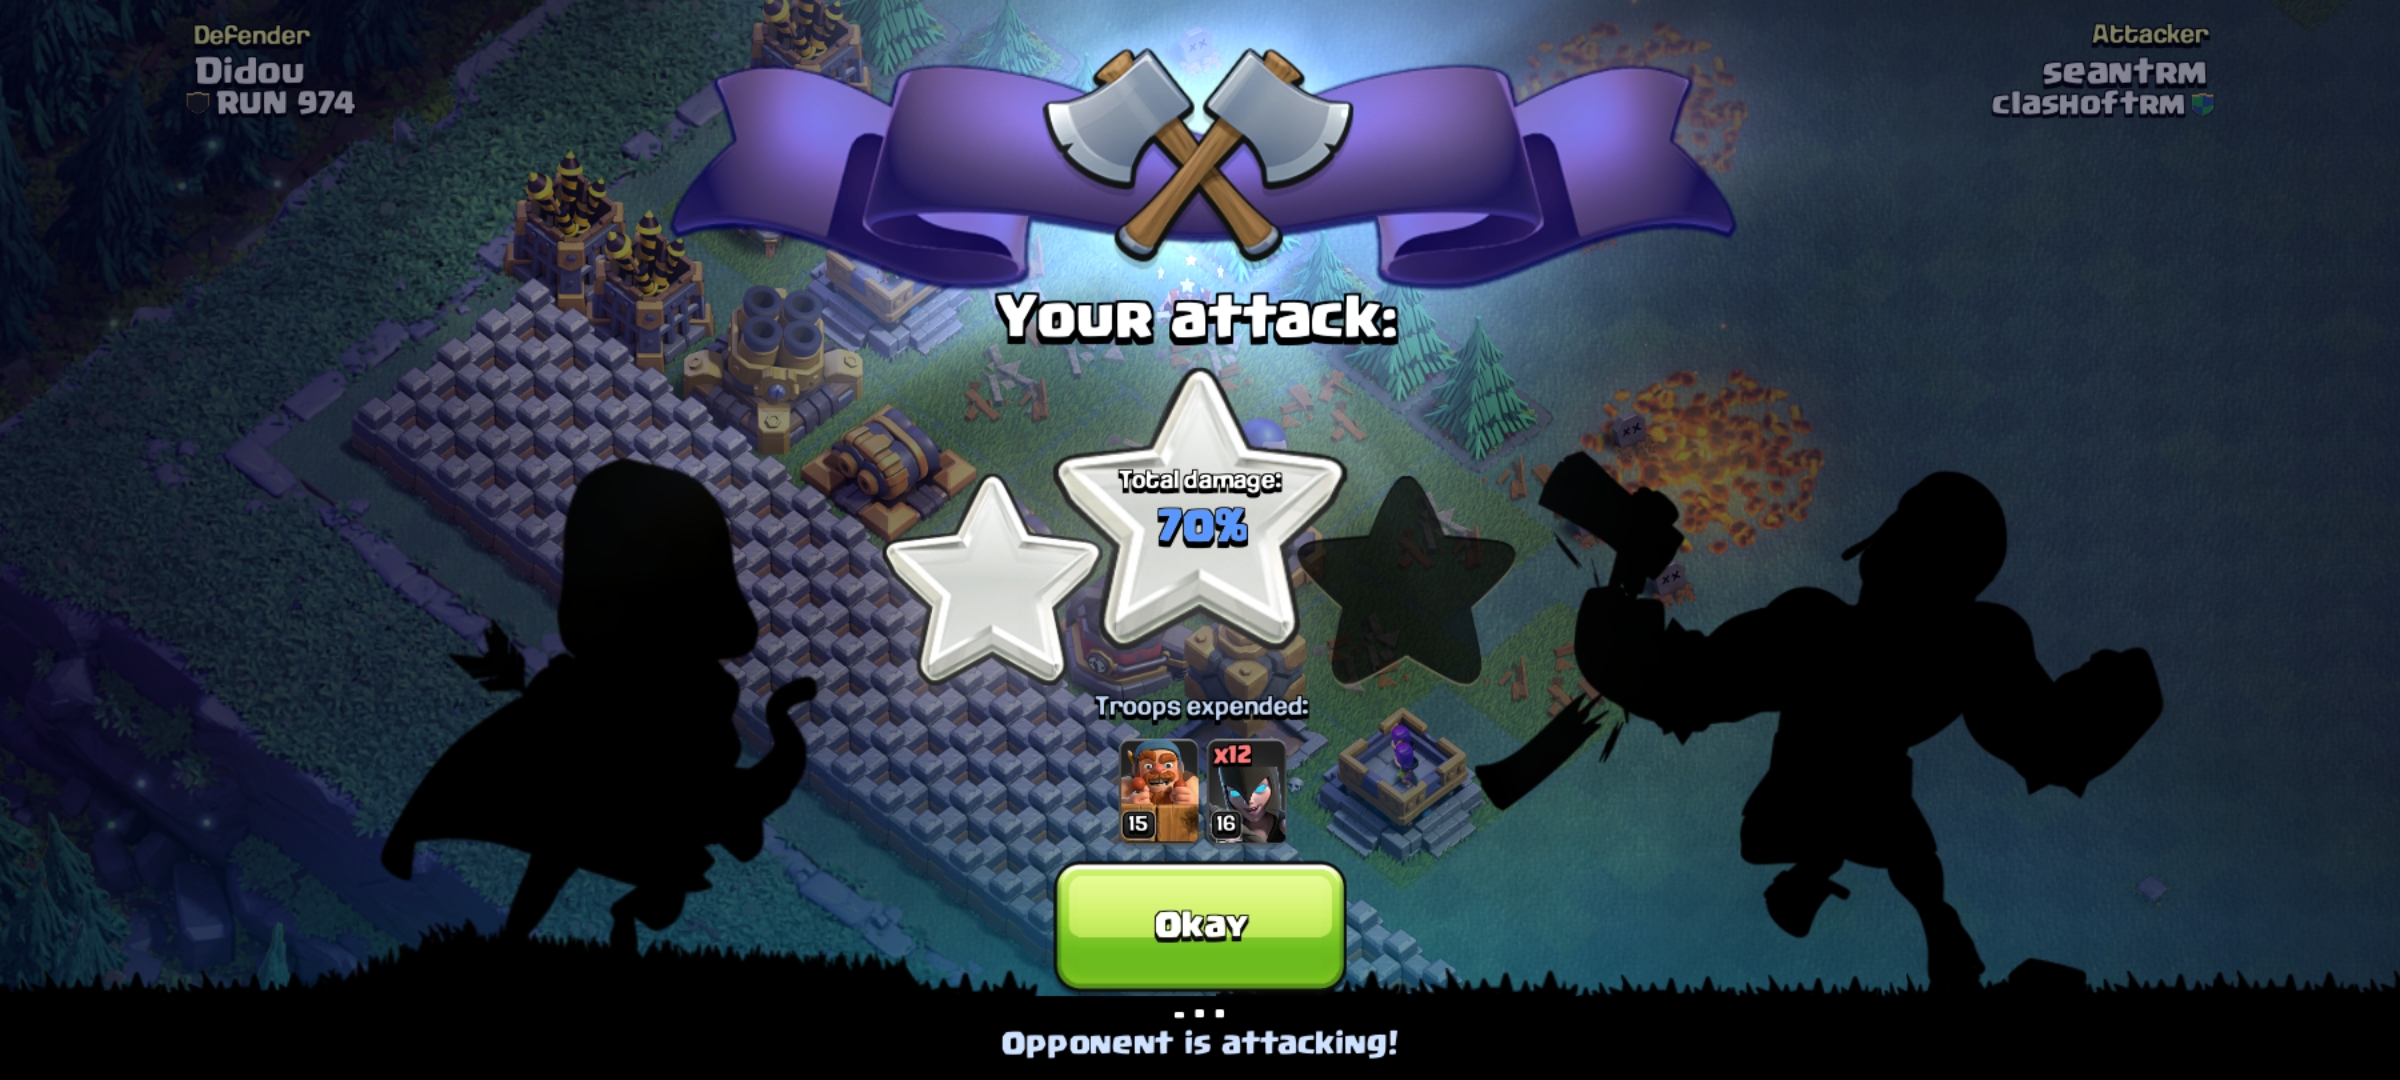 Defender
Didou
RUN 974
Attacker
seantrm
clashoftrm
Your attack:
Total damage:
70%
Troops expended:
x12
15
16
Okay
Opponent is attacking!